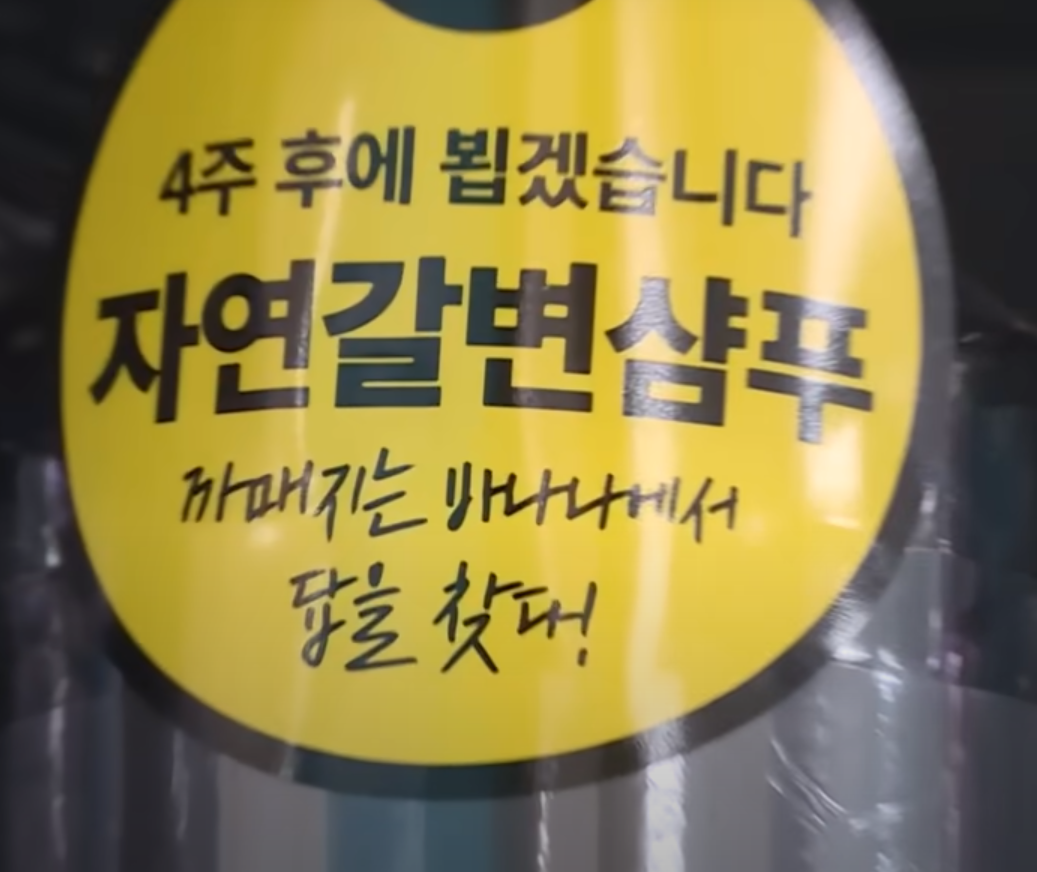 4주 후에 뵙겠습니다
자연갈변샴푸
까매지는 바나나에서
답을 찾다!